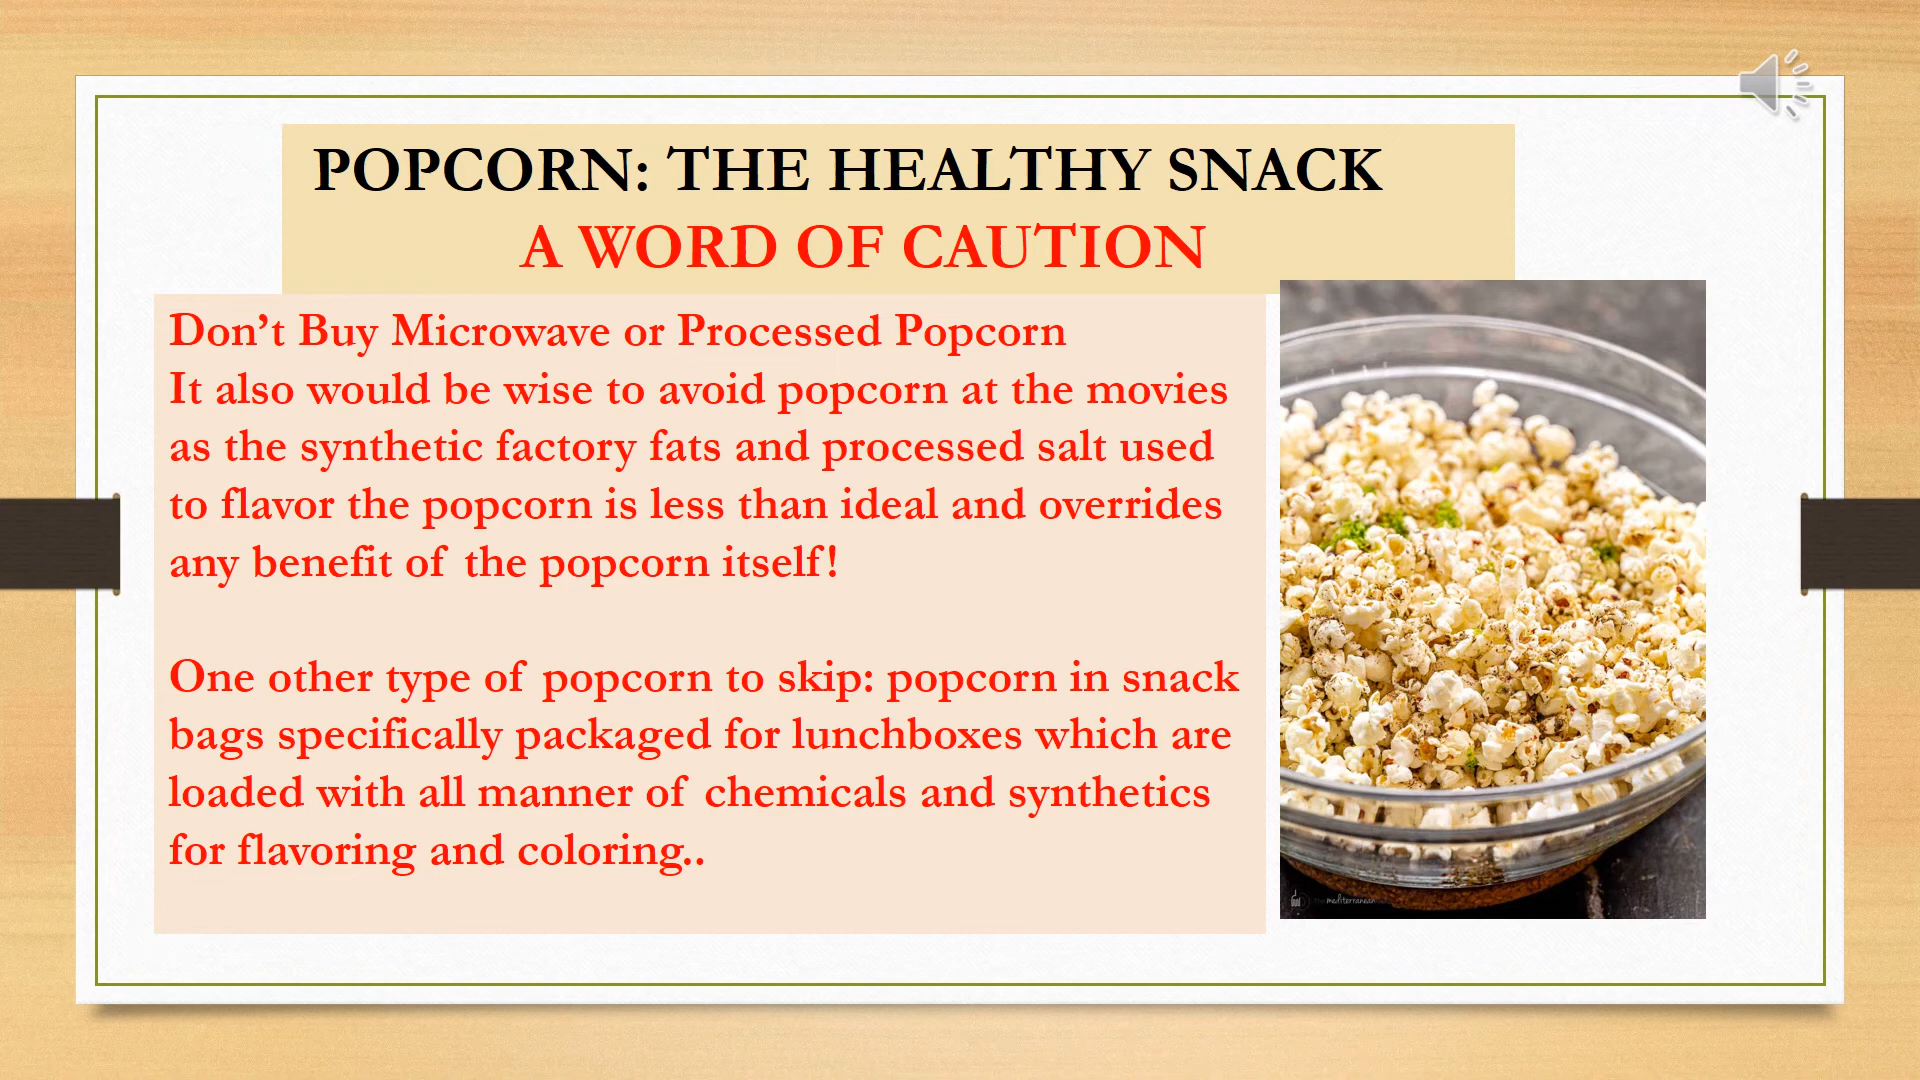 POPCORN: THE HEALTHY SNACK
A WORD OF CAUTION
Don’t Buy Microwave or Processed Popcorn
It also would be wise to avoid popcorn at the movies
as the synthetic factory fats and processed salt used
to flavor the popcorn is less than ideal and overrides
any benefit of the popcorn itself!
One other type of popcorn to skip: popcorn in snack
bags specifically packaged for lunchboxes which are
loaded with all manner of chemicals and synthetics
for flavoring and coloring..
mediterranean